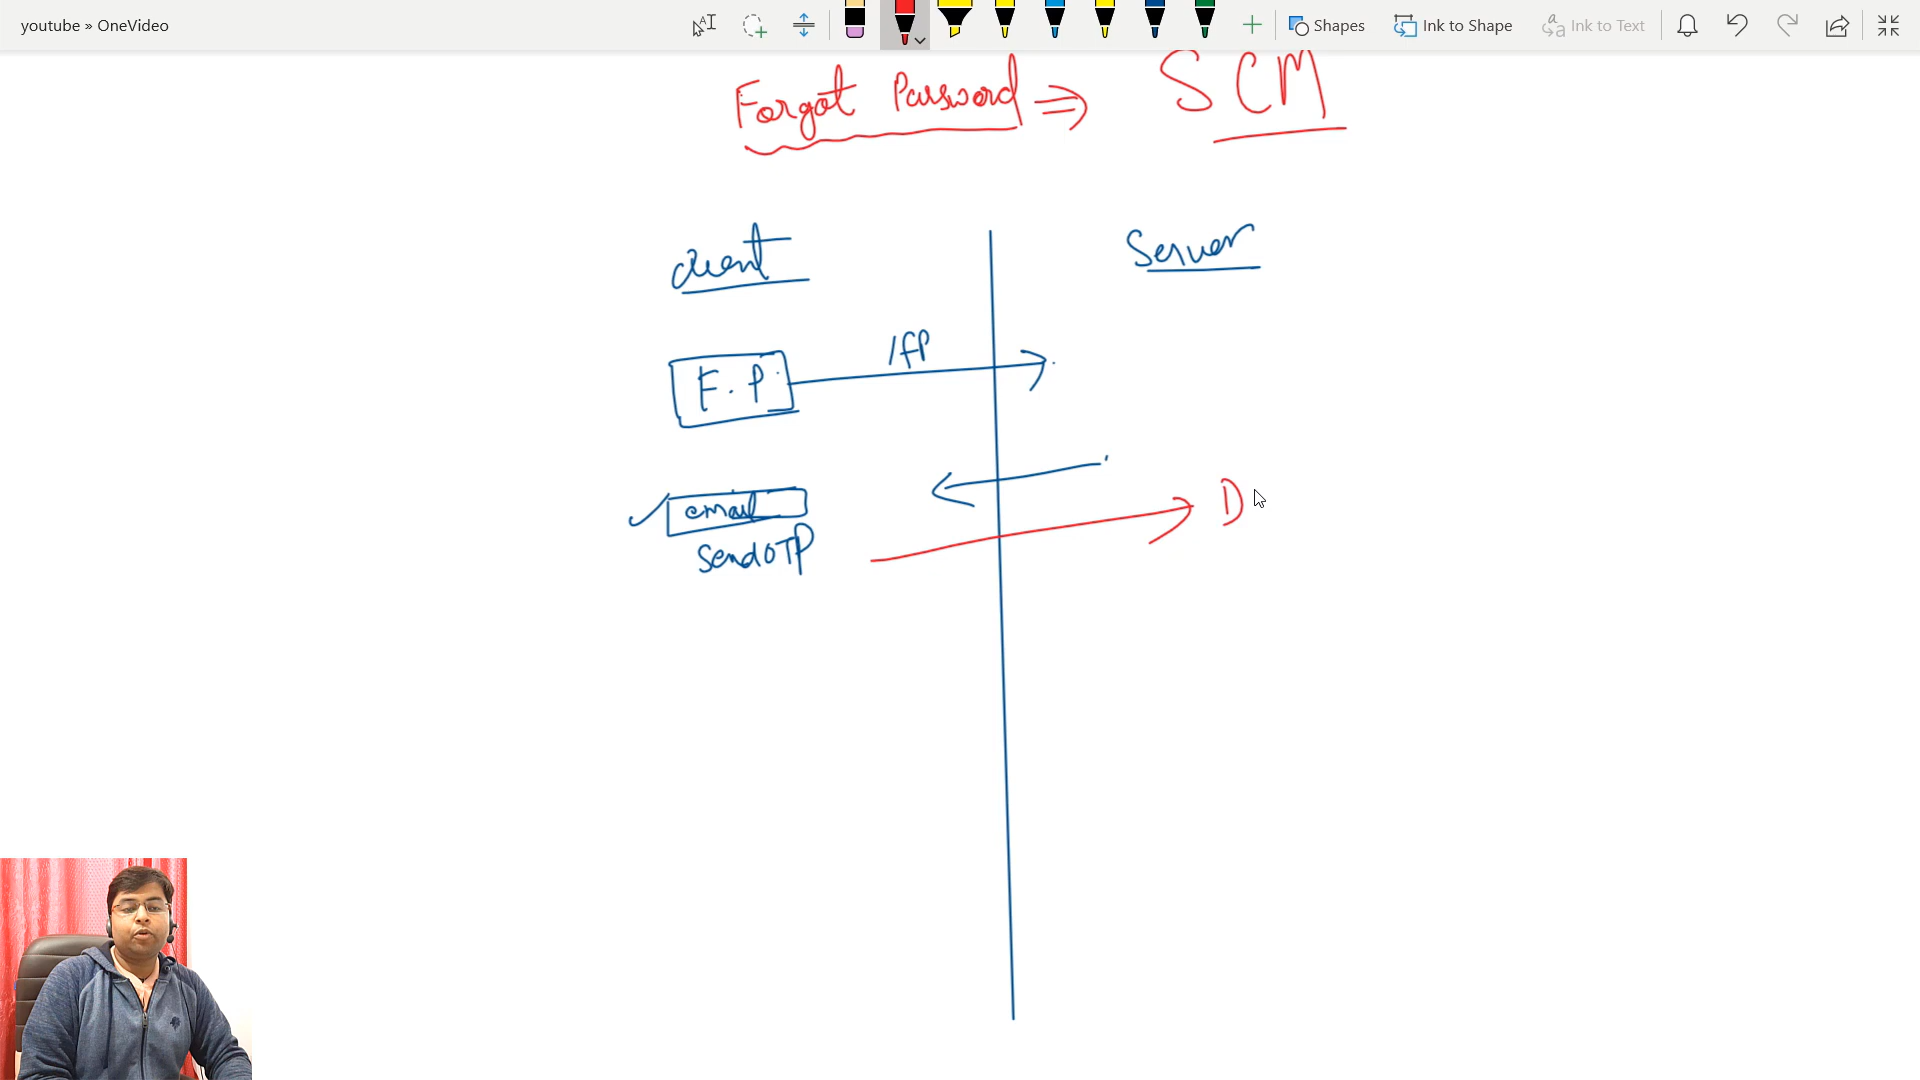 youtube » OneVideo
Shapes
Ink to Shape
Ink to Text
Forgot Password ⇒ SCM
client
Server
F.P
/fP
email
SendOTP
D